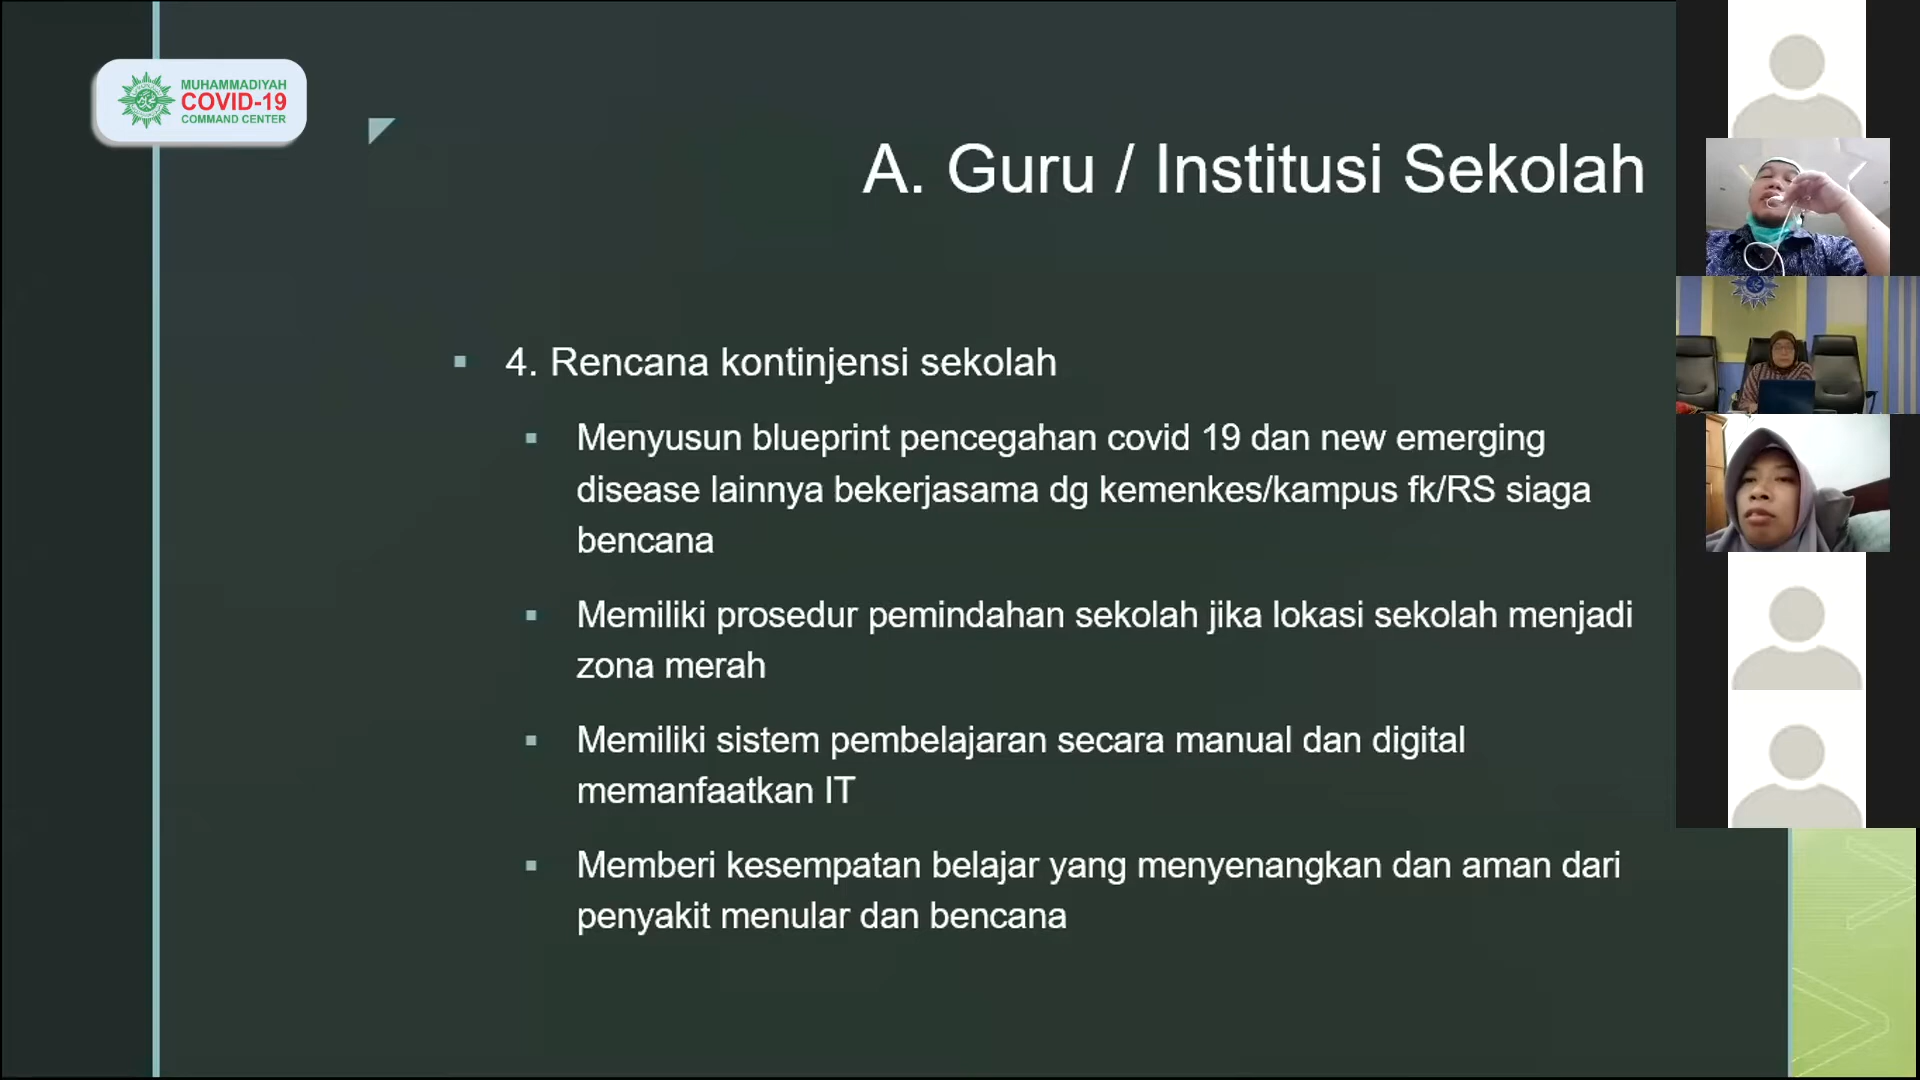 MUHAMMADIYAH
COVID-19
COMMAND CENTER
A. Guru / Institusi Sekolah
4. Rencana kontinjensi sekolah
Menyusun blueprint pencegahan covid 19 dan new emerging
disease lainnya bekerjasama dg kemenkes/kampus fk/RS siaga
bencana
Memiliki prosedur pemindahan sekolah jika lokasi sekolah menjadi
zona merah
Memiliki sistem pembelajaran secara manual dan digital
memanfaatkan IT
Memberi kesempatan belajar yang menyenangkan dan aman dari
penyakit menular dan bencana